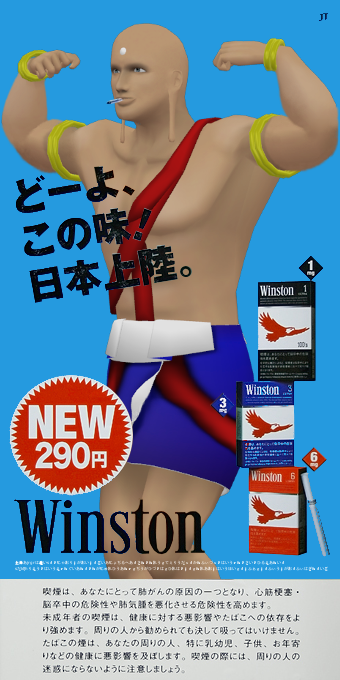 JT
どーよ、
この味!
日本上陸。
1
mg
Winston 1
100's
3
mg
Winston 3
6
mg
Winston 6
NEW
290円
Winston
喫煙は、あなたにとって肺がんの原因の一つとなり、心筋梗塞・
脳卒中の危険性や肺気腫を悪化させる危険性を高めます。
未成年者の喫煙は、健康に対する悪影響やたばこへの依存をよ
り強めます。周りの人から勧められても決して吸ってはいけません。
たばこの煙は、あなたの周りの人、特に乳幼児、子供、お年寄
りなどの健康に悪影響を及ぼします。喫煙の際には、周りの人の
迷惑にならないように注意しましょう。